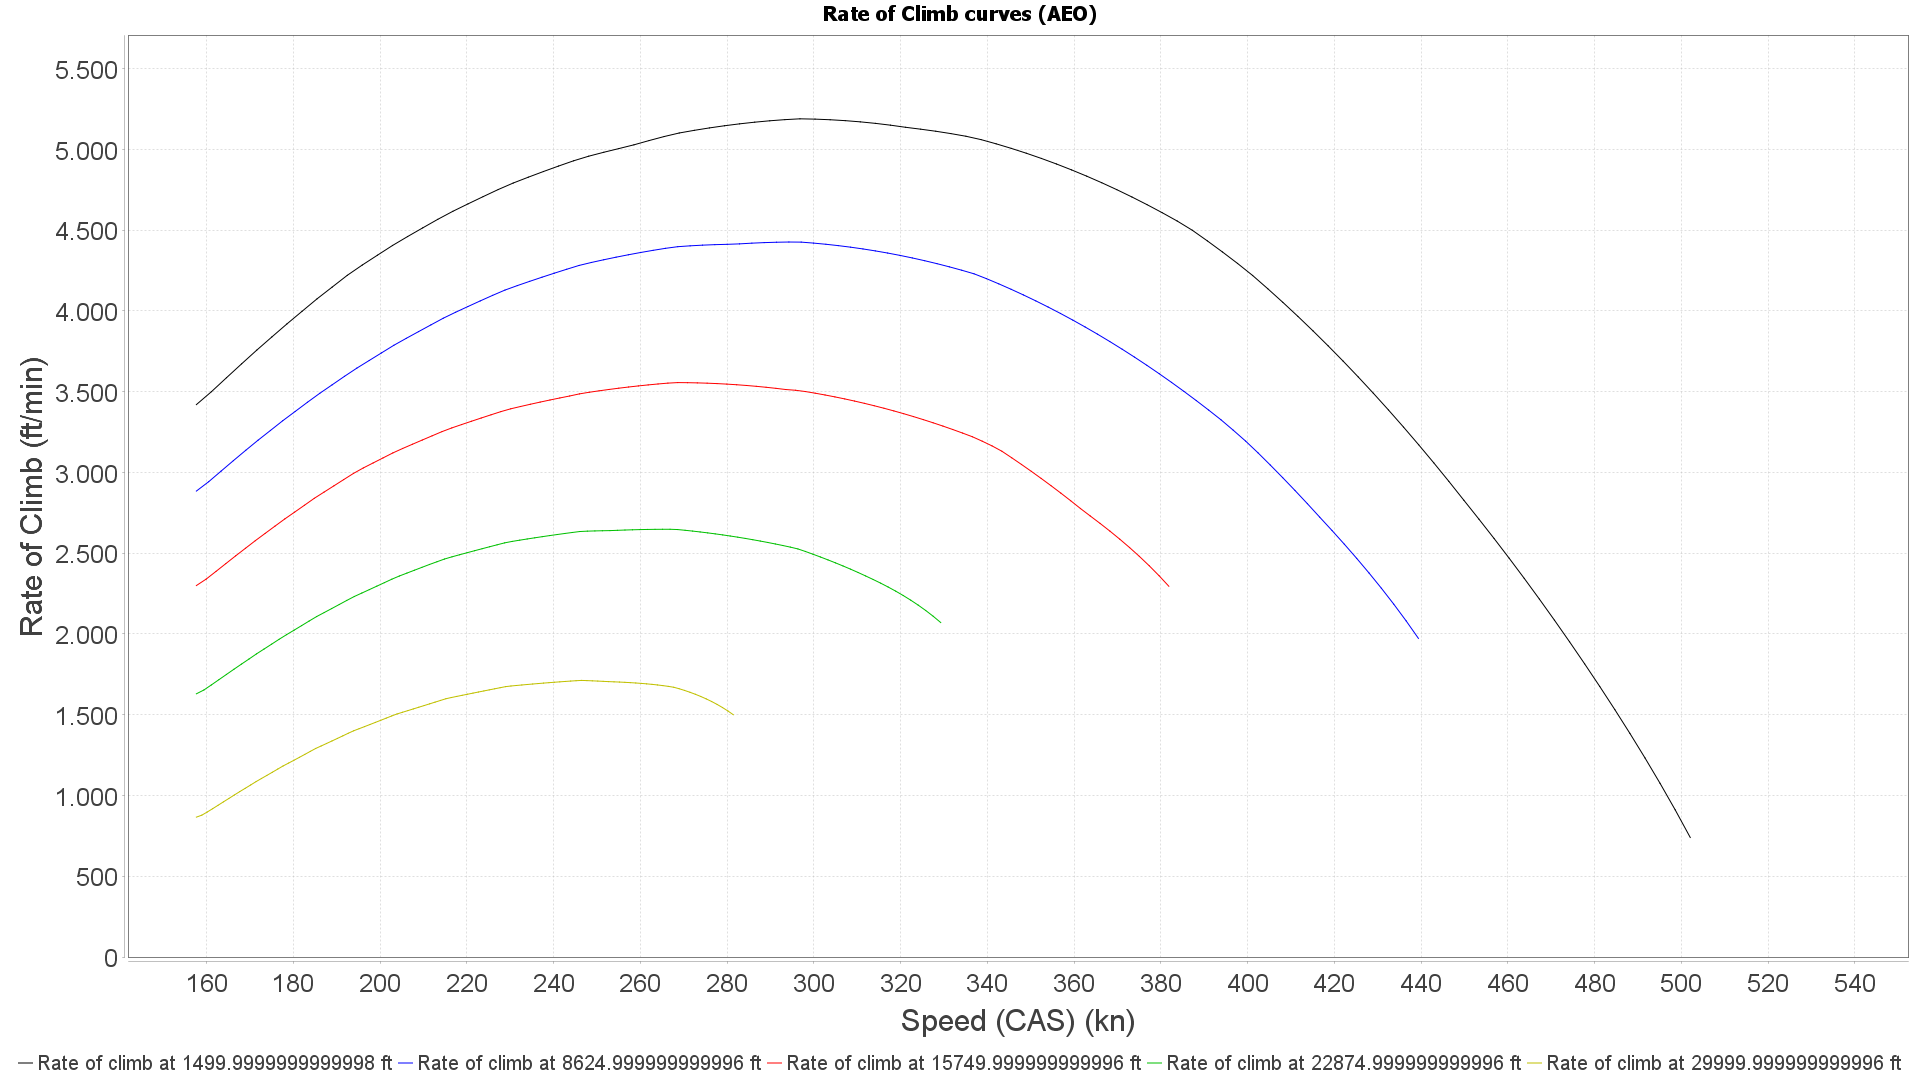 Rate of Climb curves (AEO)
Rate of Climb (ft/min)
5.500
5.000
4.500
4.000
3.500
3.000
2.500
2.000
1.500
1.000
500
0
160 180 200 220 240 260 280 300 320 340 360 380 400 420 440 460 480 500 520 540
Speed (CAS) (kn)
Rate of climb at 1499.9999999999998 ft Rate of climb at 8624.999999999996 ft Rate of climb at 15749.999999999996 ft Rate of climb at 22874.999999999996 ft Rate of climb at 29999.999999999996 ft